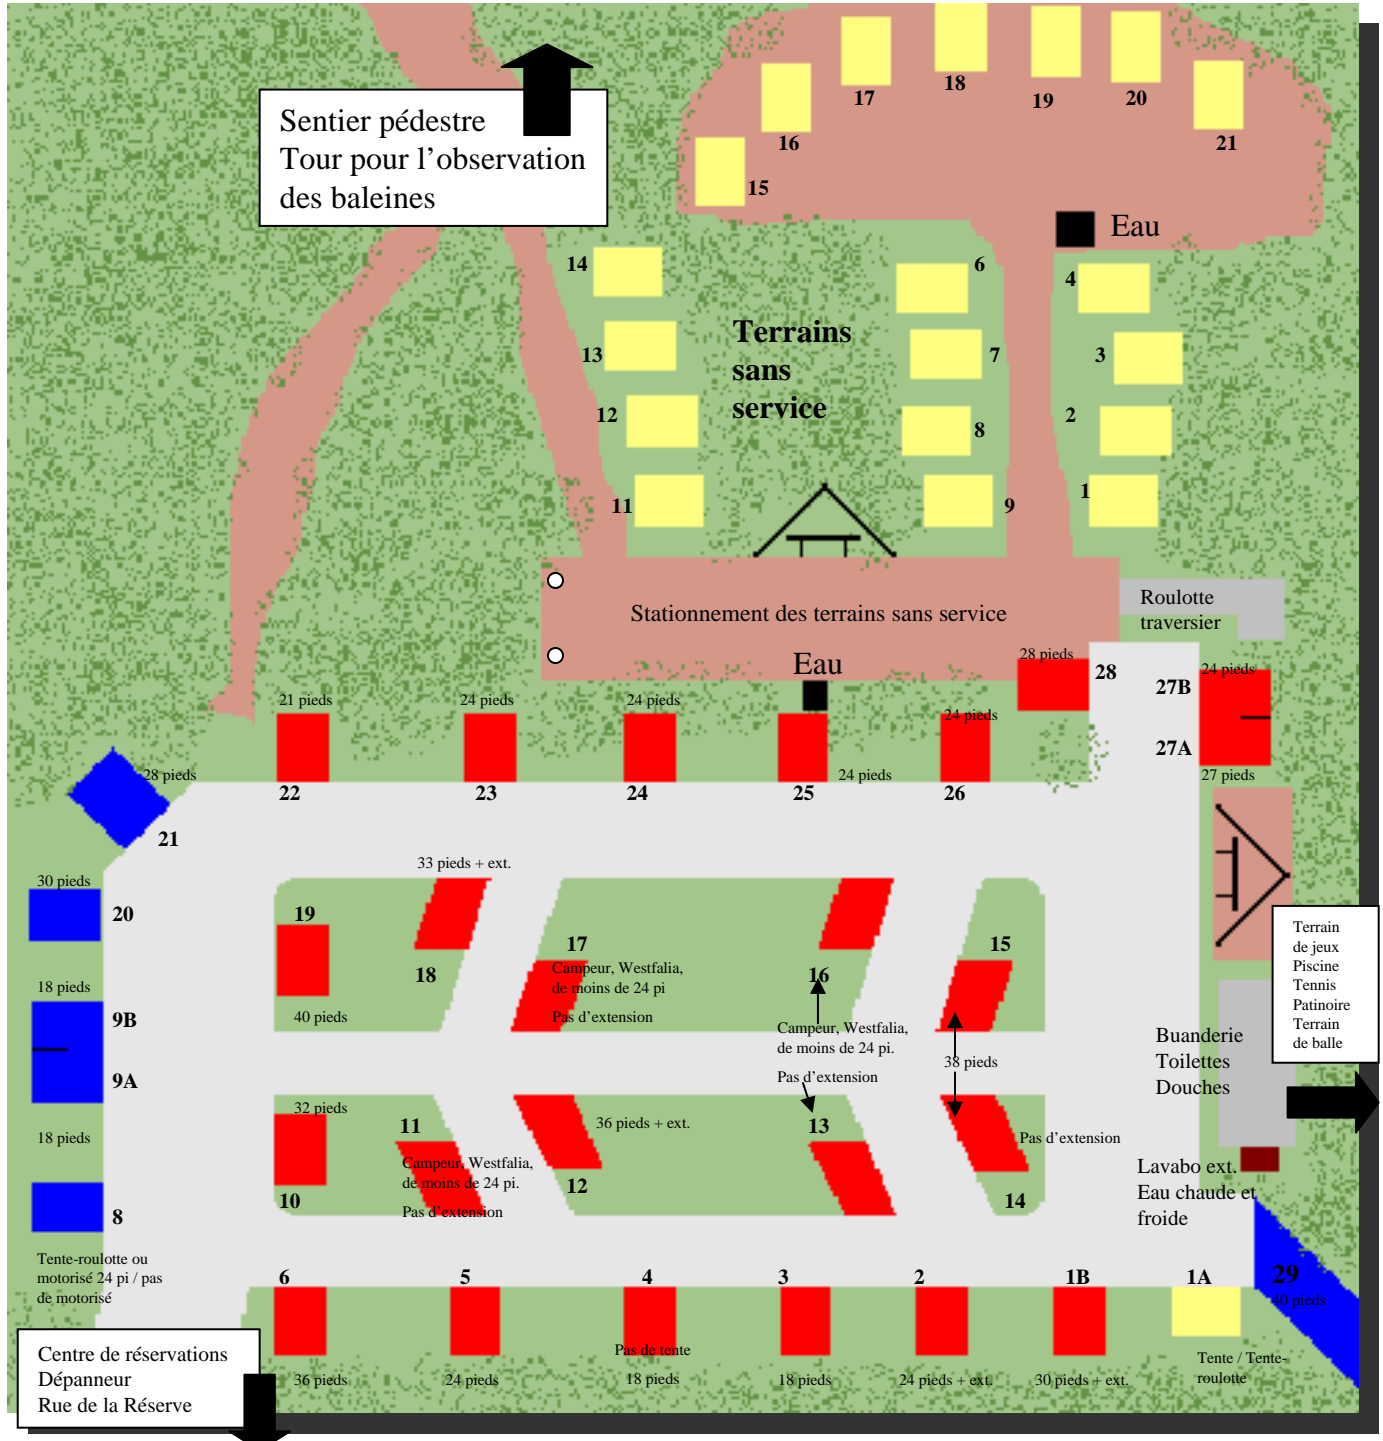 18
17
19
20
16
21
15
Sentier pédestre
Tour pour l’observation
des baleines
Eau
14
6
4
13
Terrains
sans
service
7
3
12
8
2
11
9
1
Stationnement des terrains sans service
Roulotte
traversier
Eau
28 pieds
28
27B
24 pieds
27A
27 pieds
21 pieds
24 pieds
24 pieds
24 pieds
24 pieds
28 pieds
22
23
24
25
26
21
30 pieds
20
18 pieds
9B
9A
18 pieds
8
Tente-roulotte ou
motorisé 24 pi / pas
de motorisé
33 pieds + ext.
19
18
40 pieds
17
Campeur, Westfalia,
de moins de 24 pi
Pas d’extension
16
15
Campeur, Westfalia,
de moins de 24 pi.
Pas d’extension
38 pieds
32 pieds
10
11
Campeur, Westfalia,
de moins de 24 pi.
Pas d’extension
36 pieds + ext.
12
13
Pas d’extension
14
Terrain
de jeux
Piscine
Tennis
Patinoire
Terrain
de balle
Buanderie
Toilettes
Douches
Lavabo ext.
Eau chaude et
froide
6
5
4
3
2
1B
1A
29
40 pieds
Pas de tente
36 pieds
24 pieds
18 pieds
18 pieds
24 pieds + ext.
30 pieds + ext.
Tente / Tente-
roulotte
Centre de réservations
Dépanneur
Rue de la Réserve